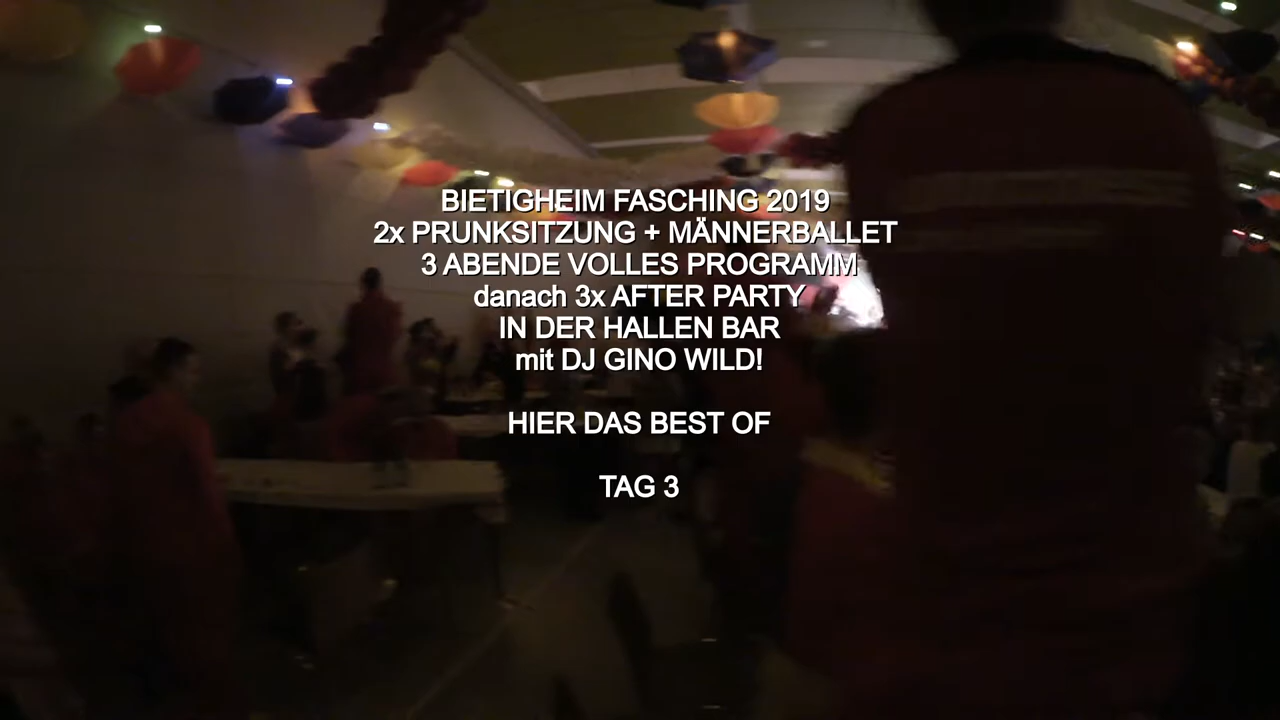 BIETIGHEIM FASCHING 2019
2x PRUNKSITZUNG + MÄNNERBALLET
3 ABENDE VOLLES PROGRAMM
danach 3x AFTER PARTY
IN DER HALLEN BAR
mit DJ GINO WILD!
HIER DAS BEST OF
TAG 3